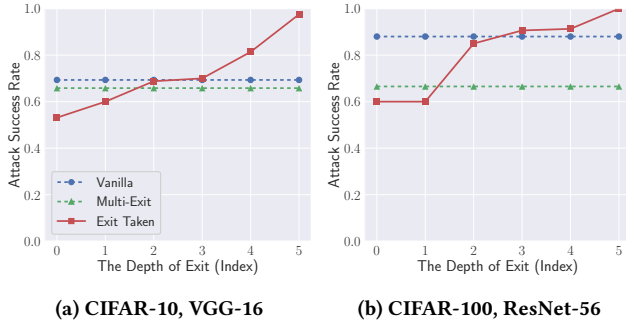 1.0
0.8
0.6
0.4
0.2
0.0
Attack Success Rate
Vanilla
Multi-Exit
Exit Taken
0 1 2 3 4 5
The Depth of Exit (Index)
(a) CIFAR-10, VGG-16
1.0
0.8
0.6
0.4
0.2
0.0
Attack Success Rate
0 1 2 3 4 5
The Depth of Exit (Index)
(b) CIFAR-100, ResNet-56